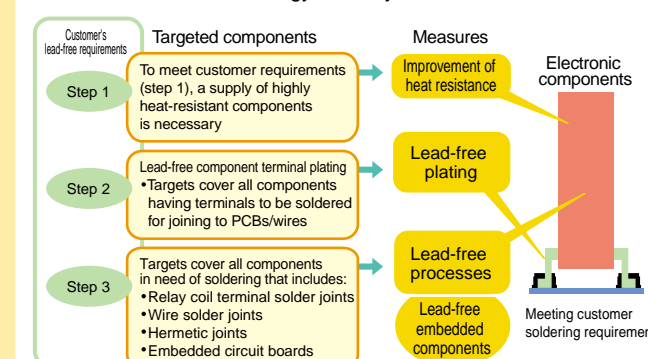 Customer's
lead-free requirements
Targeted components
Measures
Step 1
To meet customer requirements
(step 1), a supply of highly
heat-resistant components
is necessary
Improvement of
heat resistance
Electronic
components
Step 2
Lead-free component terminal plating
•Targets cover all components
having terminals to be soldered
for joining to PCBs/wires
Lead-free
plating
Step 3
Targets cover all components
in need of soldering that includes:
•Relay coil terminal solder joints
•Wire solder joints
•Hermetic joints
•Embedded circuit boards
Lead-free
processes
Lead-free
embedded
components
Meeting customer
soldering requiremen